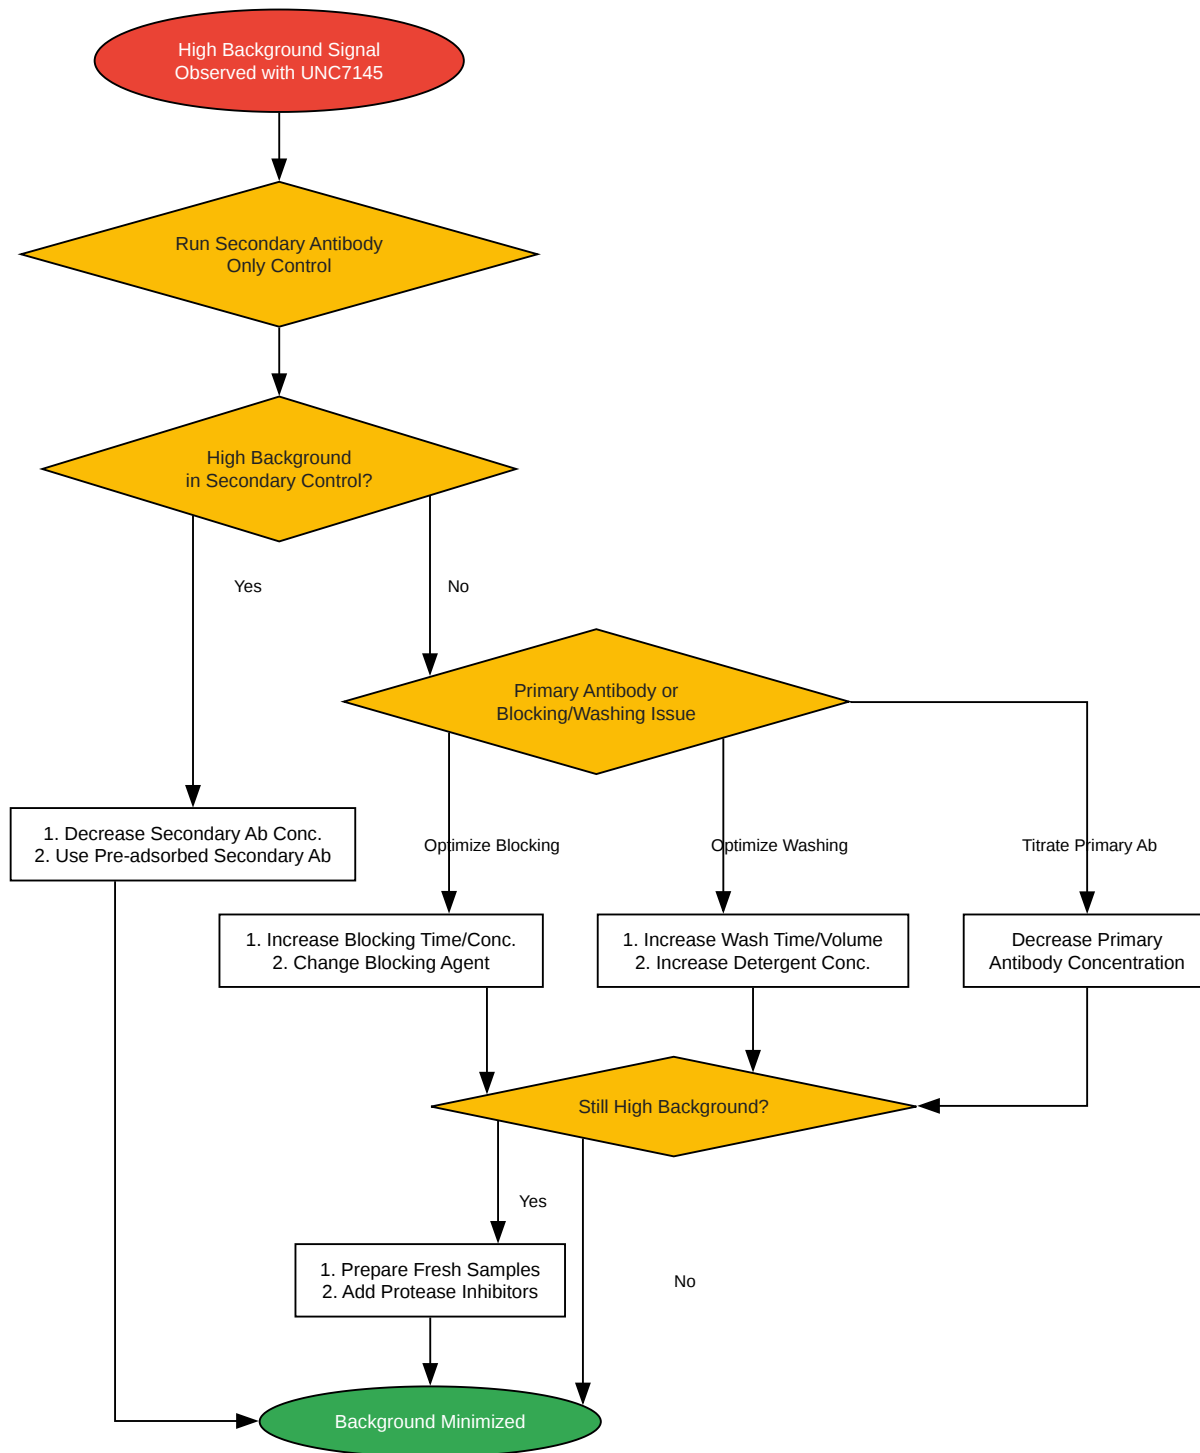 High Background Signal
Observed with UNC7145
Run Secondary Antibody
Only Control
High Background
in Secondary Control?
Yes
No
Primary Antibody or
Blocking/Washing Issue
1. Decrease Secondary Ab Conc.
2. Use Pre-adsorbed Secondary Ab
Optimize Blocking
Optimize Washing
Titrate Primary Ab
1. Increase Blocking Time/Conc.
2. Change Blocking Agent
1. Increase Wash Time/Volume
2. Increase Detergent Conc.
Decrease Primary
Antibody Concentration
Still High Background?
Yes
1. Prepare Fresh Samples
2. Add Protease Inhibitors
No
Background Minimized